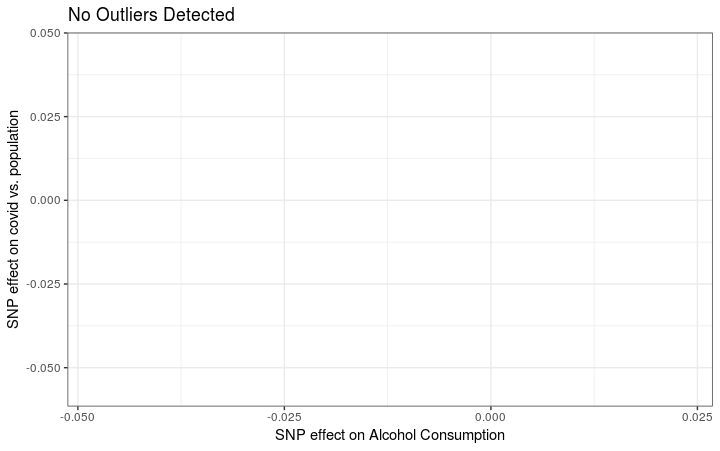 No Outliers Detected
0.050
0.025
0.000
-0.025
-0.050
SNP effect on covid vs. population
-0.050 -0.025 0.000 0.025
SNP effect on Alcohol Consumption